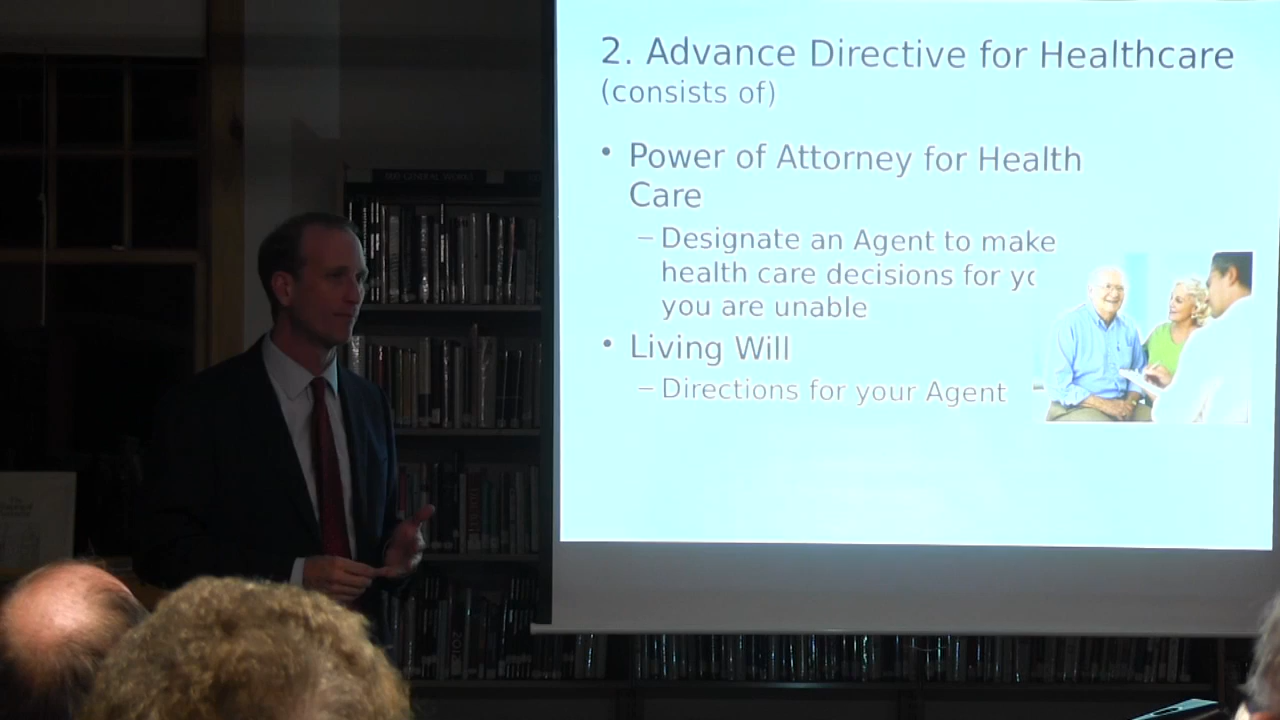 2. Advance Directive for Healthcare
(consists of)
• Power of Attorney for Health
Care
– Designate an Agent to make
health care decisions for yo
you are unable
• Living Will
– Directions for your Agent